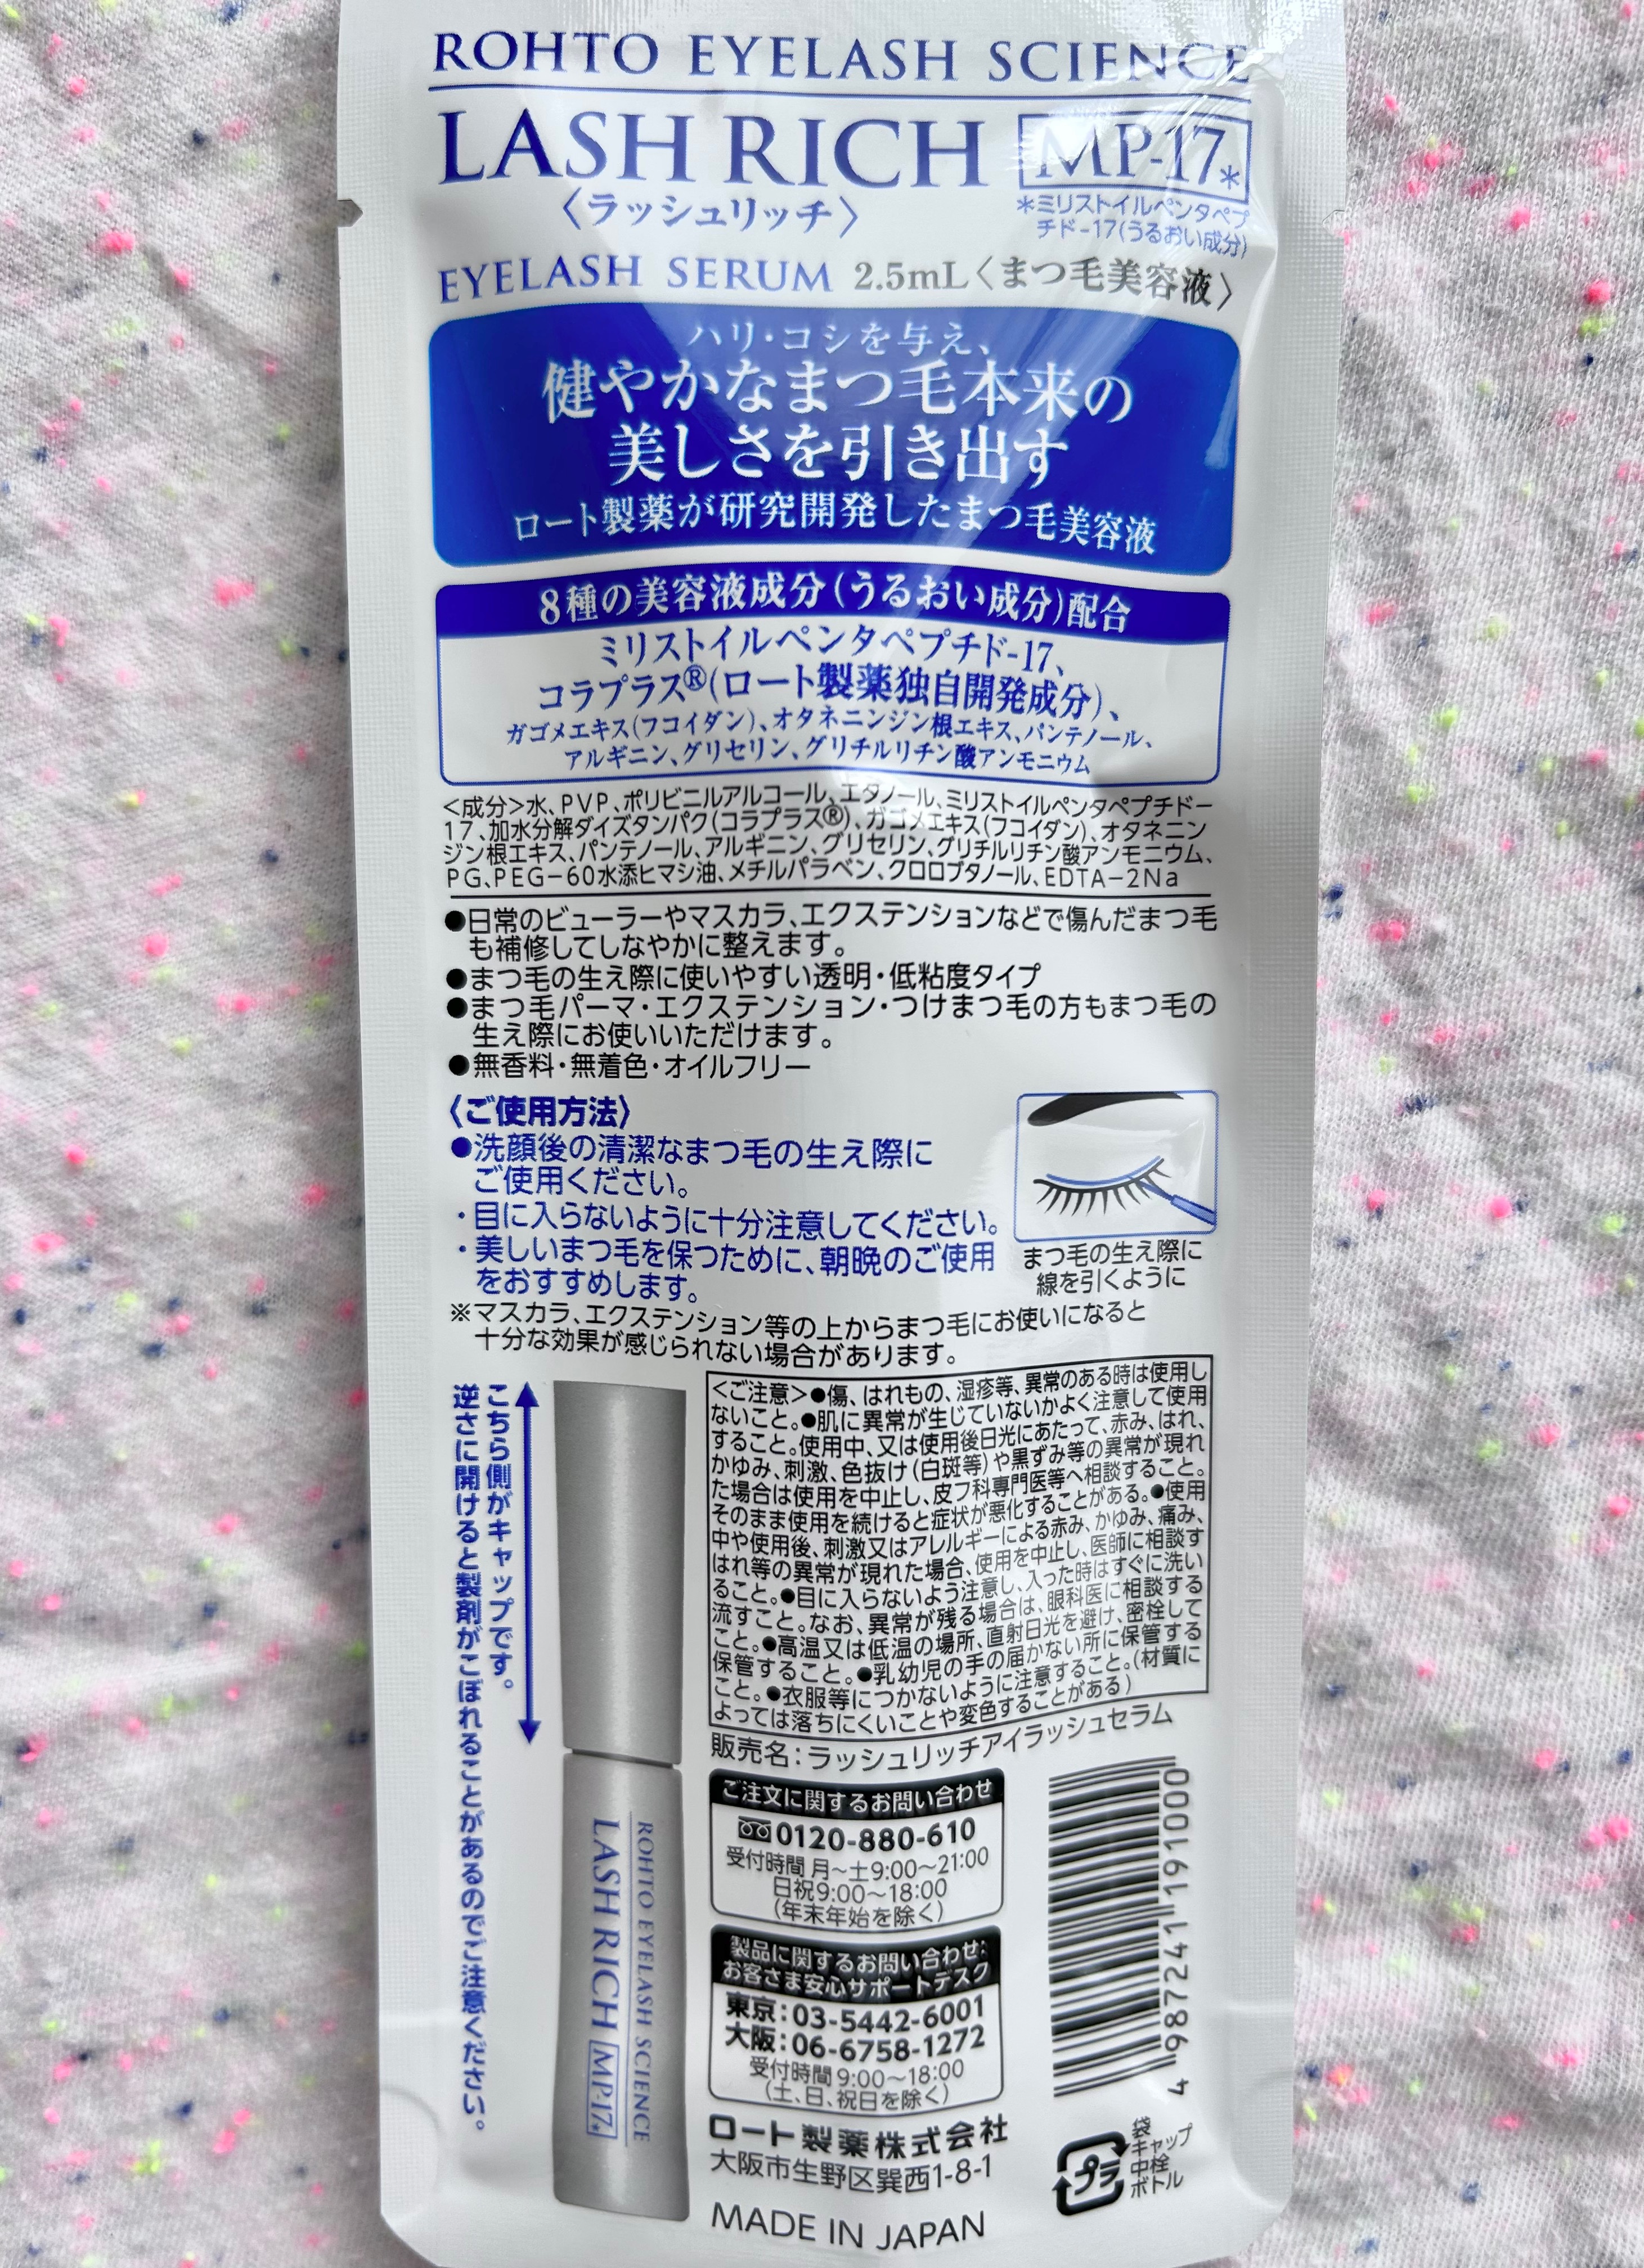 ROHTO EYELASH SCIENCE
LASH RICH MP-17*
〈ラッシュリッチ〉
*ミリストイルペンタペプ
チド-17(うるおい成分)
EYELASH SERUM 2.5mL〈まつ毛美容液〉
ハリ・コシを与え、
健やかなまつ毛本来の
美しさを引き出す
ロート製薬が研究開発したまつ毛美容液
8種の美容液成分(うるおい成分)配合
ミリストイルペンタペプチド-17、
コラプラス®(ロート製薬独自開発成分)、
ガゴメエキス(フコイダン)、オタネニンジン根エキス、パンテノール、
アルギニン、グリセリン、グリチルリチン酸アンモニウム
<成分>水、PVP、ポリビニルアルコール、エタノール、ミリストイルペンタペプチドー
17、加水分解ダイズタンパク(コラプラス®)、ガゴメエキス(フコイダン)、オタネニン
ジン根エキス、パンテノール、アルギニン、グリセリン、グリチルリチン酸アンモニウム、
PG、PEG-60水添ヒマシ油、メチルパラベン、クロロブタノール、EDTA-2Na
●日常のビューラーやマスカラ、エクステンションなどで傷んだまつ毛
も補修してしなやかに整えます。
●まつ毛の生え際に使いやすい透明・低粘度タイプ
●まつ毛パーマ・エクステンション・つけまつ毛の方もまつ毛の
生え際にお使いいただけます。
●無香料・無着色・オイルフリー
〈ご使用方法〉
●洗顔後の清潔なまつ毛の生え際に
ご使用ください。
・目に入らないように十分注意してください。
・美しいまつ毛を保つために、朝晩のご使用
をおすすめします。
まつ毛の生え際に
線を引くように
※マスカラ、エクステンション等の上からまつ毛にお使いになると
十分な効果が感じられない場合があります。
こちら側がキャップです。
逆さに開けると製剤がこぼれることがあるのでご注意ください。
ROHTO EYELASH SCIENCE
LASH RICH MP-17*
<ご注意>●傷、はれもの、湿疹等、異常のある時は使用し
ないこと。●肌に異常が生じていないかよく注意して使用
すること。使用中、又は使用後日光にあたって、赤み、はれ、
かゆみ、刺激、色抜け(白斑等)や黒ずみ等の異常が現れ
た場合は使用を中止し、皮フ科専門医等へ相談すること。
そのまま使用を続けると症状が悪化することがある。●使用
中や使用後、刺激又はアレルギーによる赤み、かゆみ、痛み、
はれ等の異常が現れた場合、使用を中止し、医師に相談す
ること。●目に入らないよう注意し、入った時はすぐに洗い
流すこと。なお、異常が残る場合は、眼科医に相談する
こと。●高温又は低温の場所、直射日光を避け、密栓して
保管すること。●乳幼児の手の届かない所に保管する
こと。●衣服等につかないように注意すること。(材質に
よっては落ちにくいことや変色することがある)
販売名:ラッシュリッチアイラッシュセラム
ご注文に関するお問い合わせ
0120-880-610
受付時間 月~土9:00~21:00
日祝9:00~18:00
(年末年始を除く)
製品に関するお問い合わせ:
お客さま安心サポートデスク
東京:03-5442-6001
大阪:06-6758-1272
受付時間 9:00~18:00
(土、日、祝日を除く)
ロート製薬株式会社
大阪市生野区巽西1-8-1
MADE IN JAPAN
4 987241 191000
プラ
袋
キャップ
中栓
ボトル